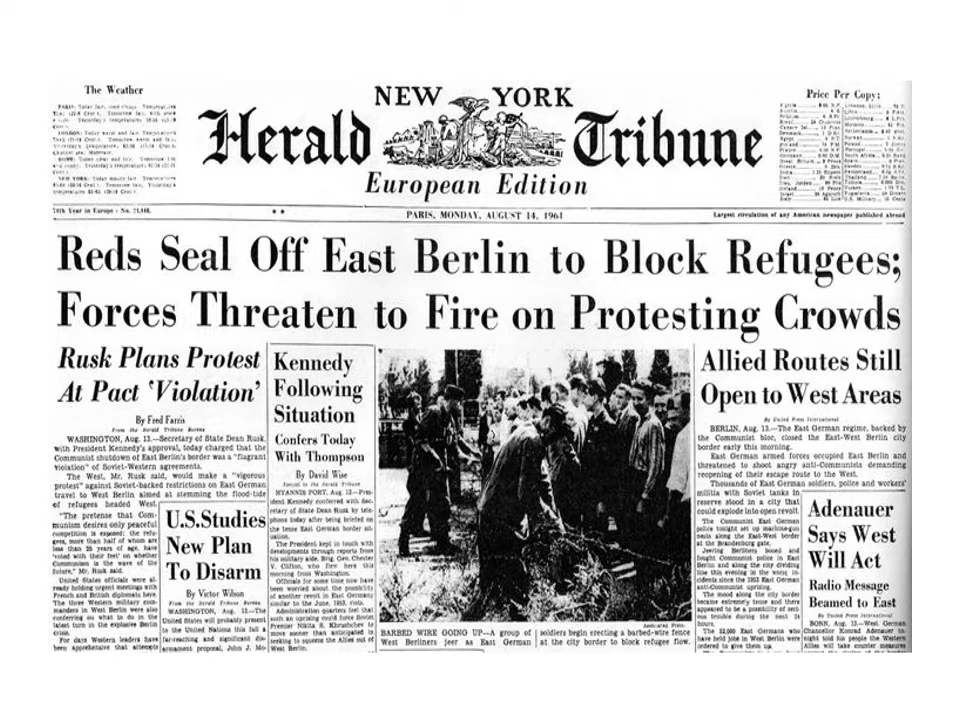 The Weather
NEW YORK
Herald Tribune
European Edition
Price Per Copy:
PARIS, MONDAY, AUGUST 14, 1961
Largest circulation of any American newspaper published abroad
Reds Seal Off East Berlin to Block Refugees;
Forces Threaten to Fire on Protesting Crowds
Rusk Plans Protest
At Pact 'Violation'
By Fred Farris
From the Herald Tribune Bureau
WASHINGTON, Aug. 13.—Secretary of State Dean Rusk,
with President Kennedy's approval, today charged that the
Communist shutdown of East Berlin's border was a "flagrant
violation" of Soviet-Western agreements.
The West, Mr. Rusk said, would make a "vigorous
protest" against Soviet-backed restrictions on East German
travel to West Berlin aimed at stemming the flood-tide
of refugees headed West.
"The pretense that Com-
munism desires only peaceful
competition is exposed; the refu-
gees, more than half of whom are
less than 25 years of age, have
'voted with their feet' on whether
Communism is the wave of the
future," Mr. Rusk said.
United States officials were al-
ready holding urgent meetings with
French and British diplomats here.
The three Western military com-
manders in West Berlin were also
conferring on what to do in the
latest turn in the explosive Berlin
crisis.
For days Western leaders have
been apprehensive that attempts
U.S. Studies
New Plan
To Disarm
By Victor Wilson
From the Herald Tribune Bureau
WASHINGTON, Aug. 13.—The
United States will probably present
to the United Nations this fall a
far-reaching and significant dis-
armament proposal, John J. Mc-
Kennedy
Following
Situation
Confers Today
With Thompson
By David Wise
Special to the Herald Tribune
HYANNIS PORT, Aug. 13.—Pres-
ident Kennedy conferred with Sec-
retary of State Dean Rusk by tele-
phone today after being briefed on
the tense East German border sit-
uation.
The President kept in touch with
developments through reports from
his military aide, Brig. Gen. Chester
V. Clifton, who
morning from Washington.
Officials for some time now have
been worried about the possibility
of another revolt in East Germany
similar to the June, 1953, riots.
Administration quarters feel that
such an uprising could force Soviet
Premier Nikita S. Khrushchev to
move sooner than anticipated in
seeking to squeeze the Allies out of
Berlin.
Associated Press.
BARBED WIRE GOING UP—A group of
West Berliners jeer as East German
soldiers begin erecting a barbed-wire fence
at the city border to block refugee flow.
Allied Routes Still
Open to West Areas
By United Press International
BERLIN, Aug. 13.—The East German regime, backed by
the Communist bloc, closed the East-West Berlin city
border early this morning.
East German armed forces occupied East Berlin and
threatened to shoot angry anti-Communists demanding
reopening of their escape route to the West.
Thousands of East German soldiers, police and workers'
militia with Soviet tanks in
reserve stood in a city that
could explode into open revolt.
The Communist East German
police tonight set up machine-gun
nests along the East-West border
at the Brandenburg gate.
Jeering Berliners booed and
fought Communist police in East
Berlin and along the city dividing
line this evening in the worst in-
cidents since the 1953 East German
anti-Communist uprising.
The mood along the city border
became extremely tense and there
appeared to be a possibility of seri-
ous trouble during the next 24
hours.
The 52,000 East Germans who
have held jobs in West Berlin were
ordered to give them up.
Adenauer
Says West
Will Act
Radio Message
Beamed to East
BONN, Aug. 13.—West German
Chancellor Konrad Adenauer to-
night told his people the Western
Allies will take counter measures